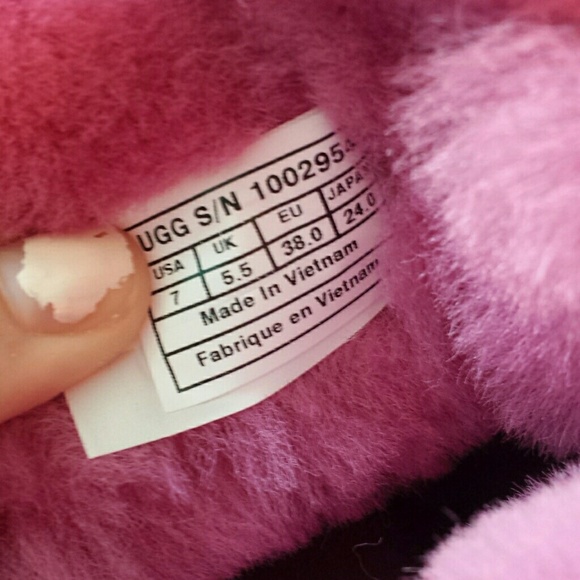 UGG S/N 100295
USA UK EU JAPAN
7 5.5 38.0 24.0
Made In Vietnam
Fabrique en Vietnam